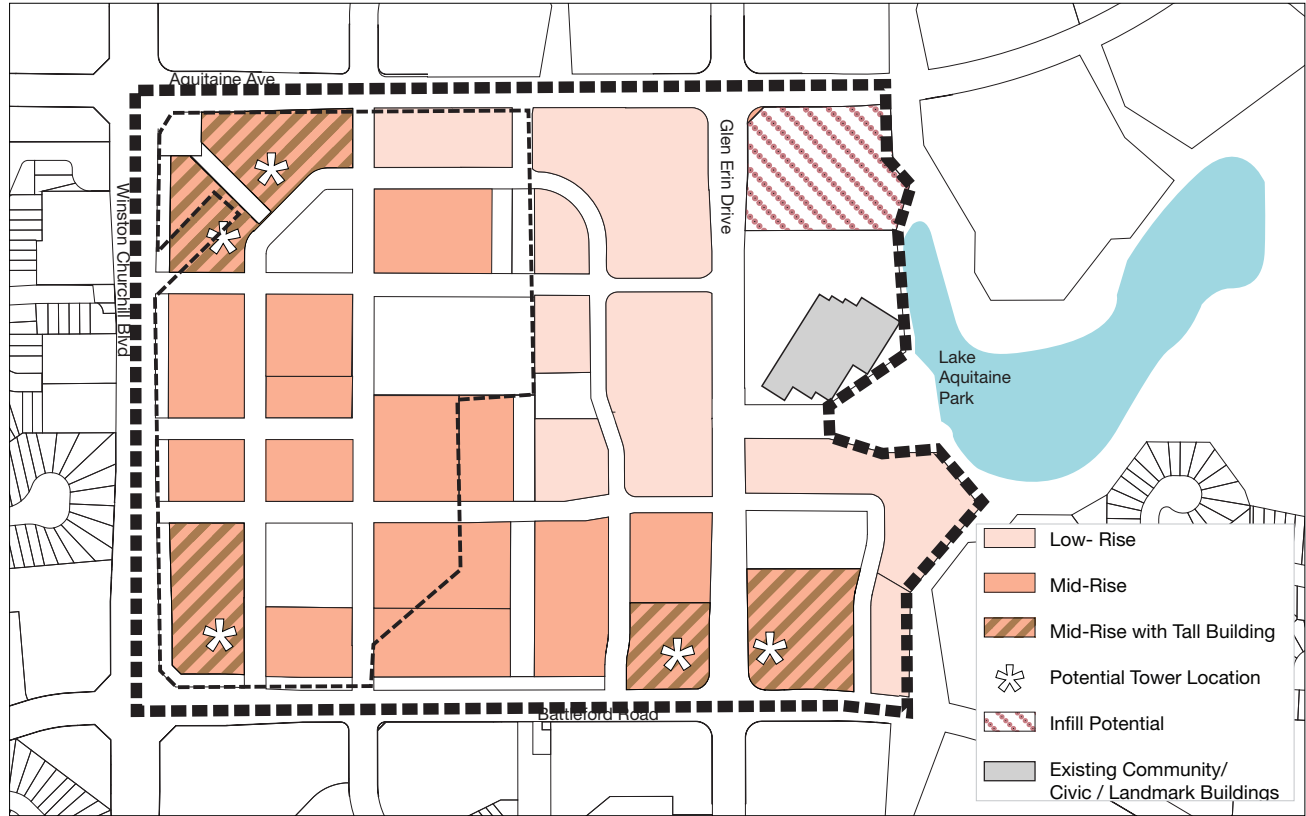 Aquitaine Ave
Glen Erin Drive
Winston Churchill Blvd
Lake
Aquitaine
Park
Battleford Road
Low- Rise
Mid-Rise
Mid-Rise with Tall Building
Potential Tower Location
Infill Potential
Existing Community/
Civic / Landmark Buildings